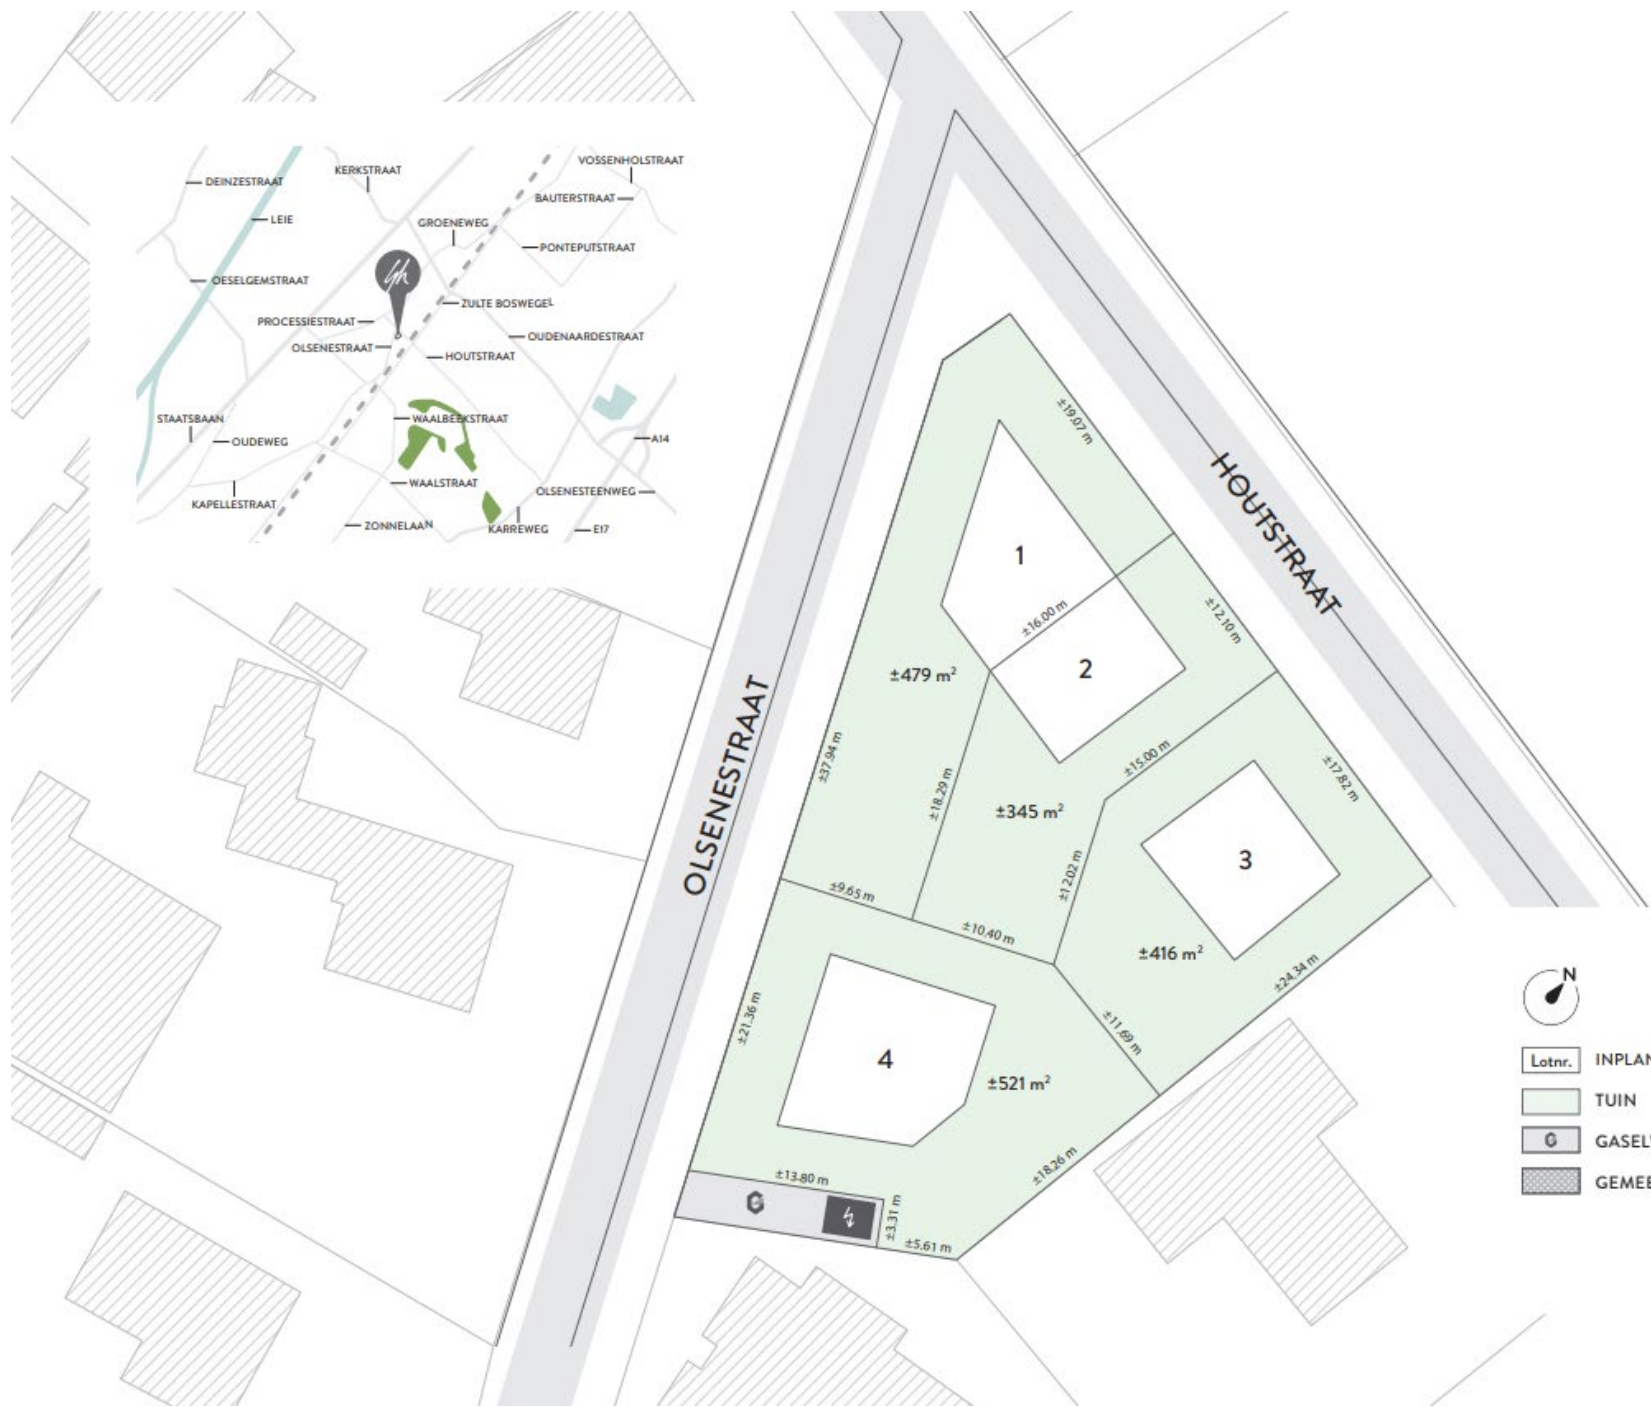 VOSSENHOLSTRAAT
KERKSTRAAT
DEINZESTRAAT
BAUTERSTRAAT
LEIE
GROENEWEG
PONTEPUTSTRAAT
OESELGEMSTRAAT
ZULTE BOSWEGEL
PROCESSIESTRAAT
OUDENAARDESTRAAT
OLSENESTRAAT
HOUTSTRAAT
STAATSBAAN
WAALBEEKSTRAAT
OUDEWEG
A14
WAALSTRAAT
OLSENESTEENWEG
KAPELLESTRAAT
ZONNELAAN
KARREWEG
E17
HOUTSTRAAT
OLSENESTRAAT
±19.07 m
1
±16.00 m
±12.10 m
2
±479 m²
±37.94 m
±18.29 m
±15.00 m
±17.82 m
±345 m²
3
±12.02 m
±9.65 m
±10.40 m
±416 m²
±24.34 m
±21.36 m
±11.69 m
4
±521 m²
±18.26 m
±13.80 m
G
±3.31 m
±5.61 m
N
Lotnr. INPLAN
TUIN
G GASEL
GEMEE